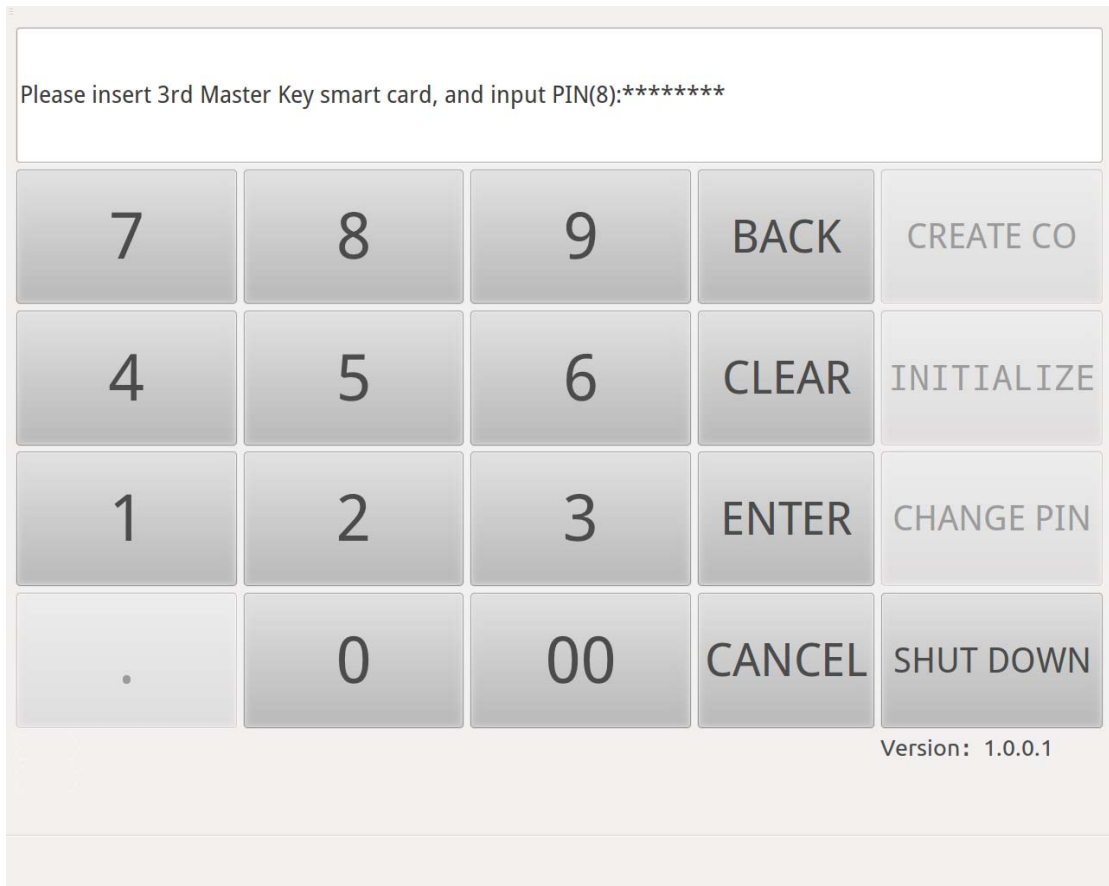 Please insert 3rd Master Key smart card, and input PIN(8):********
7 8 9 BACK CREATE CO
4 5 6 CLEAR INITIALIZE
1 2 3 ENTER CHANGE PIN
. 0 00 CANCEL SHUT DOWN
Version: 1.0.0.1